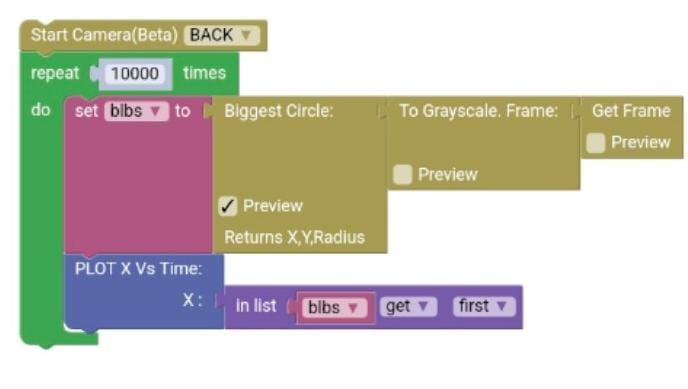 Start Camera(Beta) BACK
repeat 10000 times
do set blbs to Biggest Circle: To Grayscale. Frame: Get Frame
Preview
Preview
Preview
Returns X,Y,Radius
PLOT X Vs Time:
X : in list blbs get first